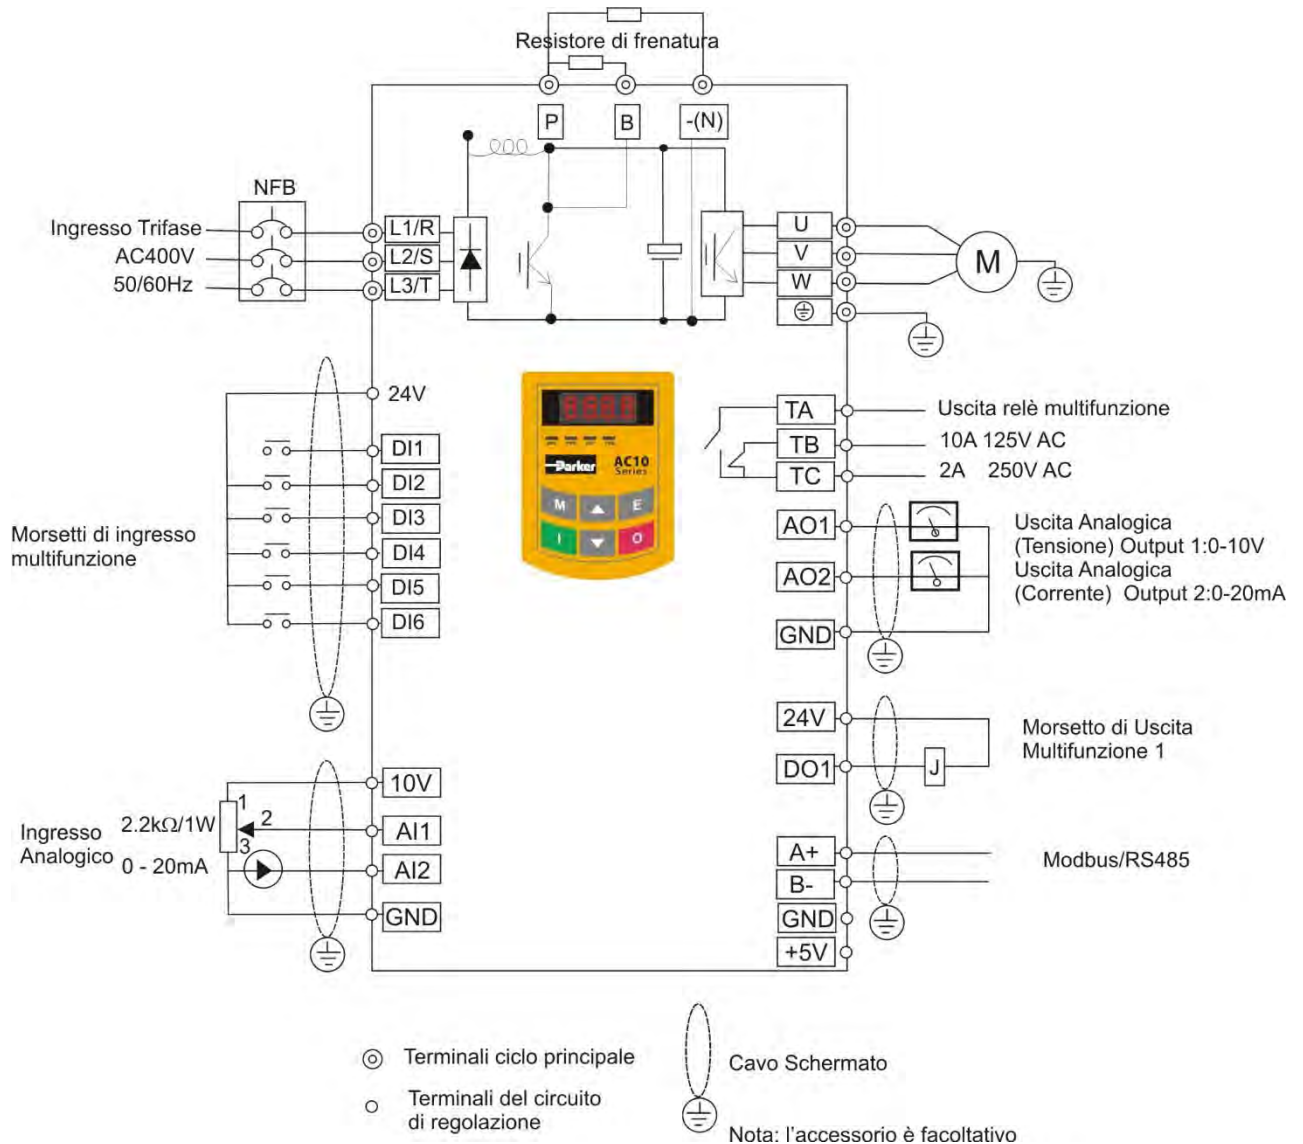 Resistore di frenatura
P
B
-(N)
NFB
Ingresso Trifase
AC400V
50/60Hz
L1/R
L2/S
L3/T
U
V
W
M
24V
DI1
DI2
DI3
DI4
DI5
DI6
Morsetti di ingresso
multifunzione
Parker
AC10
Series
M
E
I
O
TA
TB
TC
Uscita relè multifunzione
10A 125V AC
2A 250V AC
AO1
AO2
GND
Uscita Analogica
(Tensione) Output 1:0-10V
Uscita Analogica
(Corrente) Output 2:0-20mA
24V
DO1
J
Morsetto di Uscita
Multifunzione 1
10V
AI1
AI2
GND
1
2
3
2.2kΩ/1W
0 - 20mA
Ingresso
Analogico
A+
B-
GND
+5V
Modbus/RS485
Terminali ciclo principale
Terminali del circuito
di regolazione
Cavo Schermato
Nota: l'accessorio è facoltativo